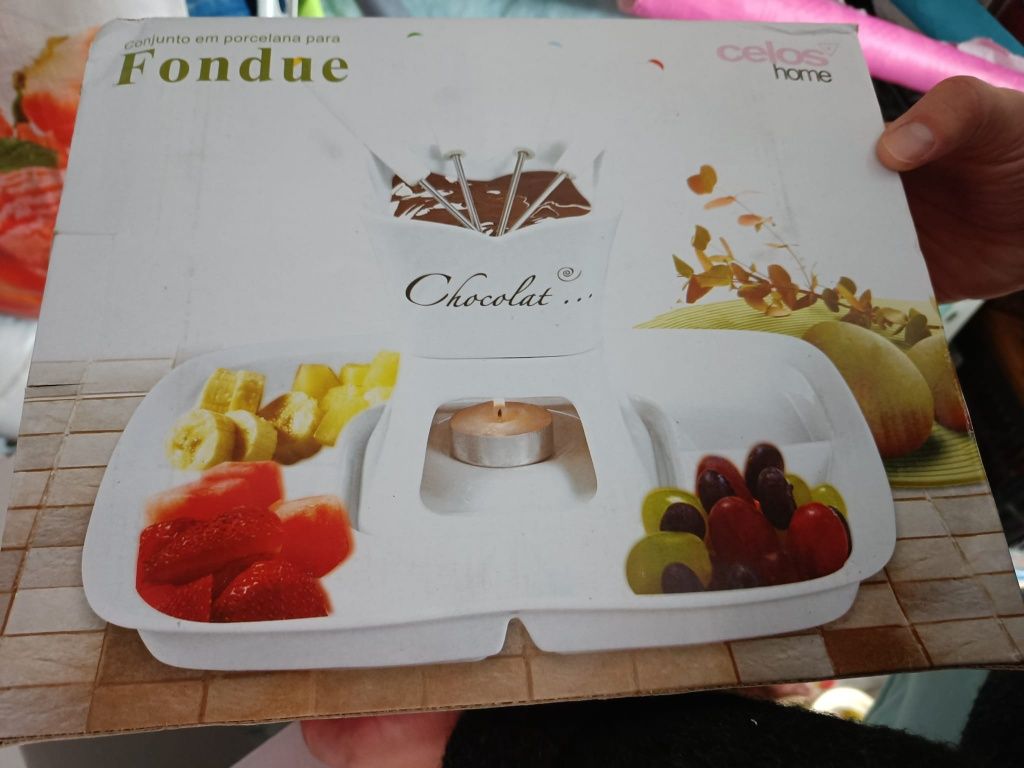 conjunto em porcelana para
Fondue
celos
home
Chocolat ...